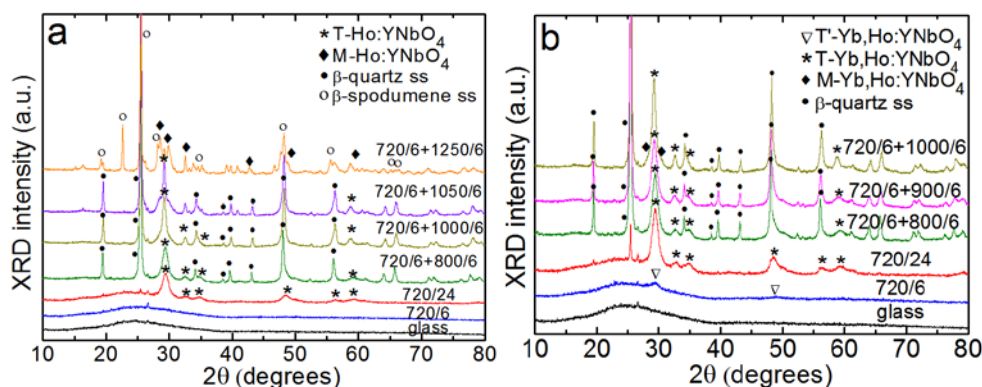 a
* T-Ho:YNbO4
♦ M-Ho:YNbO4
• β-quartz ss
o β-spodumene ss
720/6+1250/6
720/6+1050/6
720/6+1000/6
720/6+800/6
720/24
720/6
glass
XRD intensity (a.u.)
10 20 30 40 50 60 70 80
2θ (degrees)
b
▽ T'-Yb,Ho:YNbO4
* T-Yb,Ho:YNbO4
♦ M-Yb,Ho:YNbO4
• β-quartz ss
720/6+1000/6
720/6+900/6
720/6+800/6
720/24
720/6
glass
XRD intensity (a.u.)
10 20 30 40 50 60 70 80
2θ (degrees)